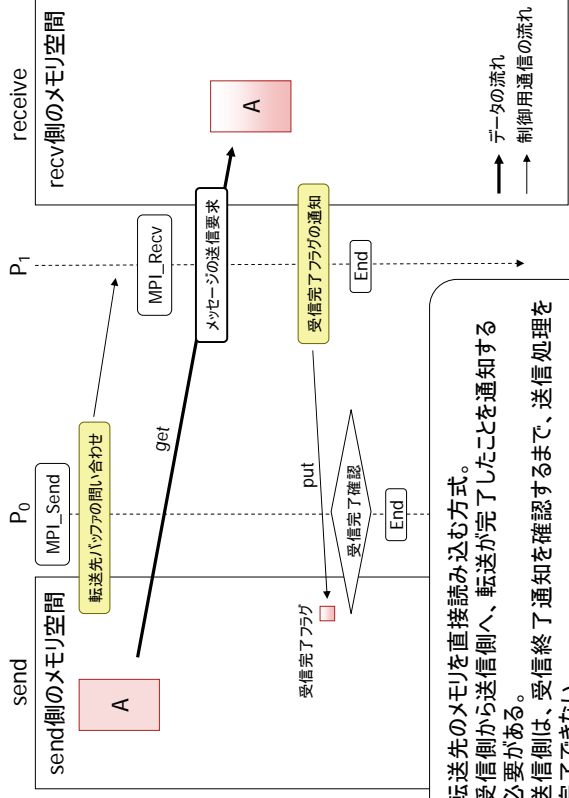 send
P0
P1
receive
send側のメモリ空間
recv側のメモリ空間
MPI_Send
転送先バッファの問い合わせ
MPI_Recv
A
get
メッセージの送信要求
A
受信完了フラグの通知
put
受信完了フラグ
受信完了確認
End
End
データの流れ
制御用通信の流れ
転送先のメモリを直接読み込む方式。
受信側から送信側へ、転送が完了したことを通知する
必要がある。
送信側は、受信終了通知を確認するまで、送信処理を
完了できない